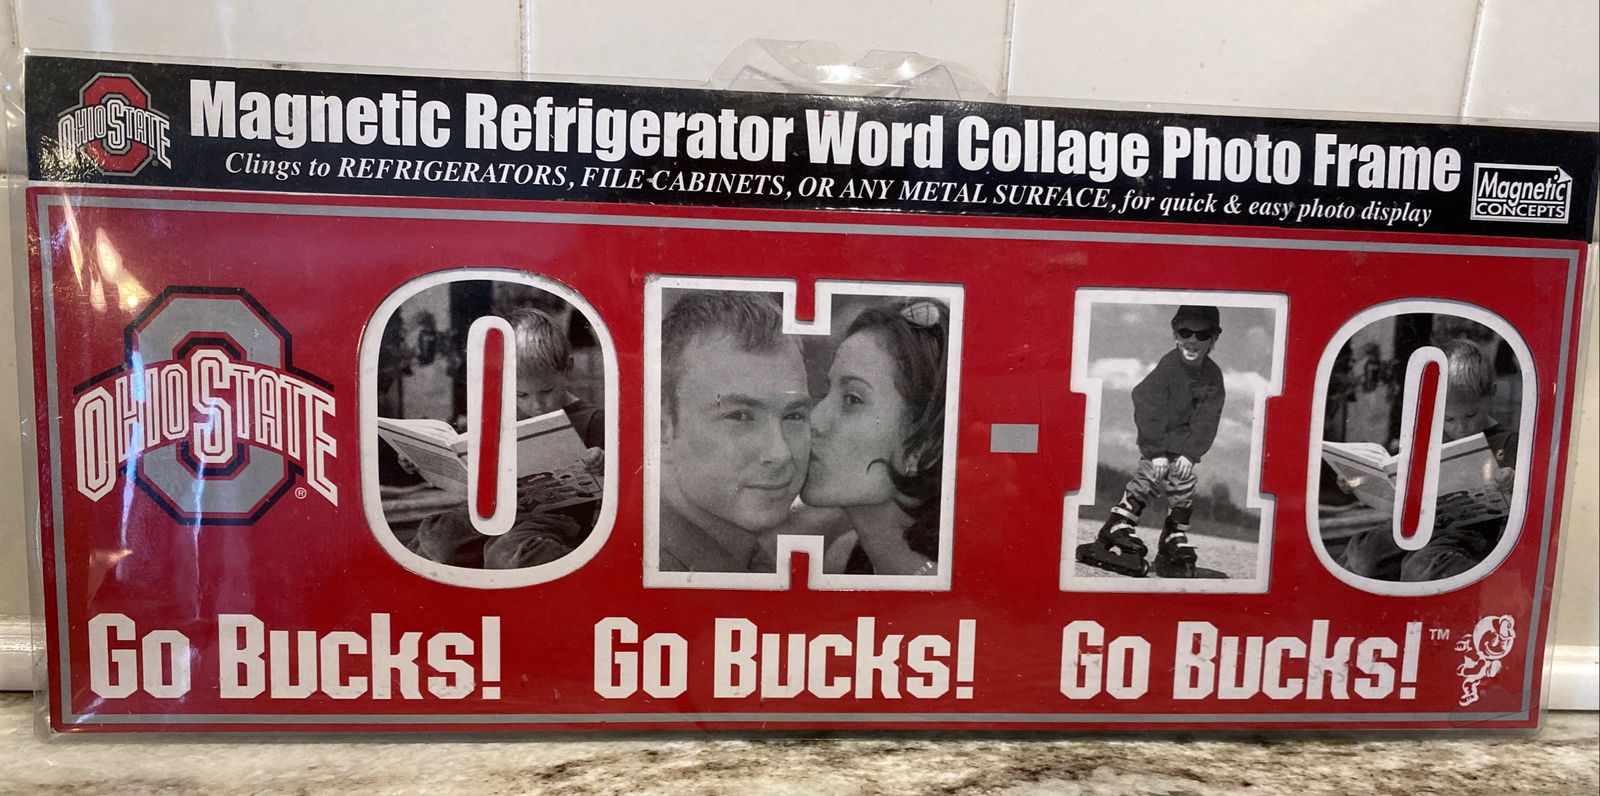 OHIO STATE
Magnetic Refrigerator Word Collage Photo Frame
Clings to REFRIGERATORS, FILE CABINETS, OR ANY METAL SURFACE, for quick & easy photo display
Magnetic
CONCEPTS
OHIO STATE ®
OH-IO
Go Bucks! Go Bucks! Go Bucks! ™